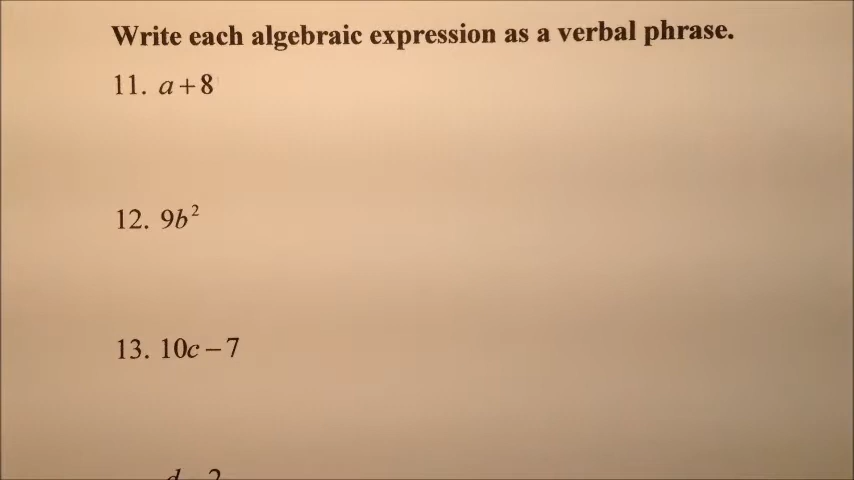 Write each algebraic expression as a verbal phrase.
11. a+8
12. 9b²
13. 10c–7